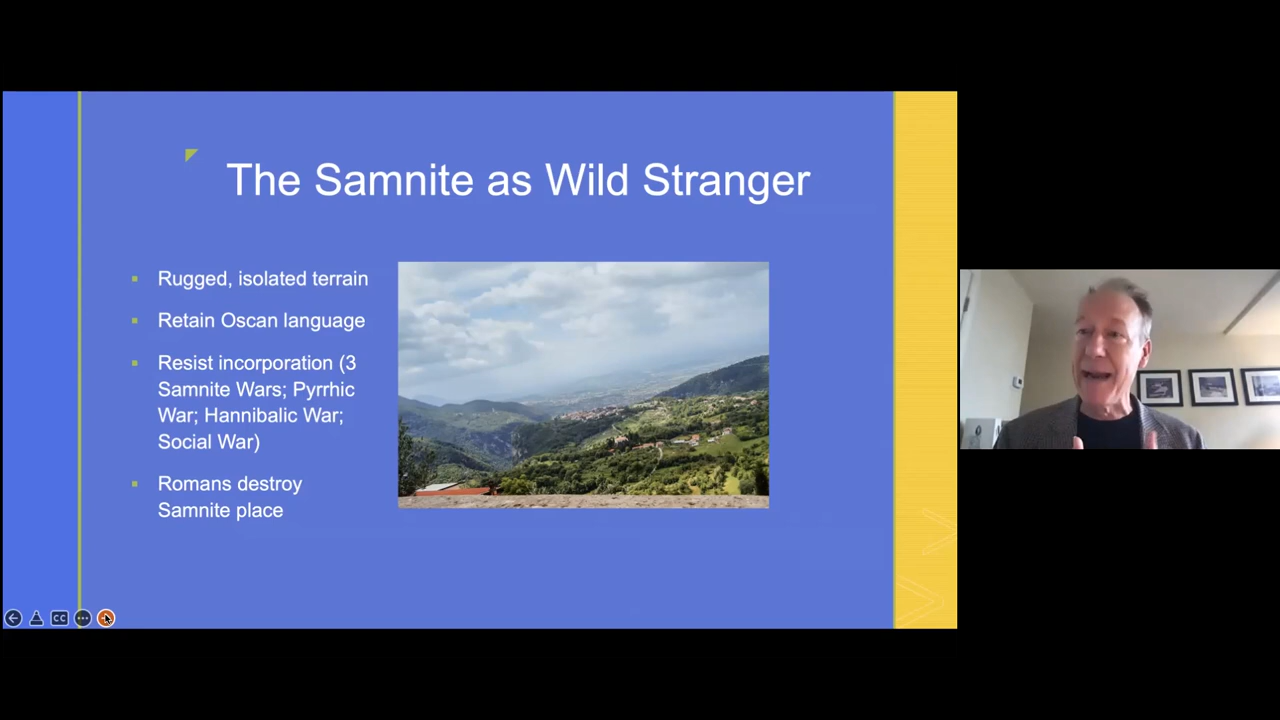 The Samnite as Wild Stranger
Rugged, isolated terrain
Retain Oscan language
Resist incorporation (3
Samnite Wars; Pyrrhic
War; Hannibalic War;
Social War)
Romans destroy
Samnite place
CC